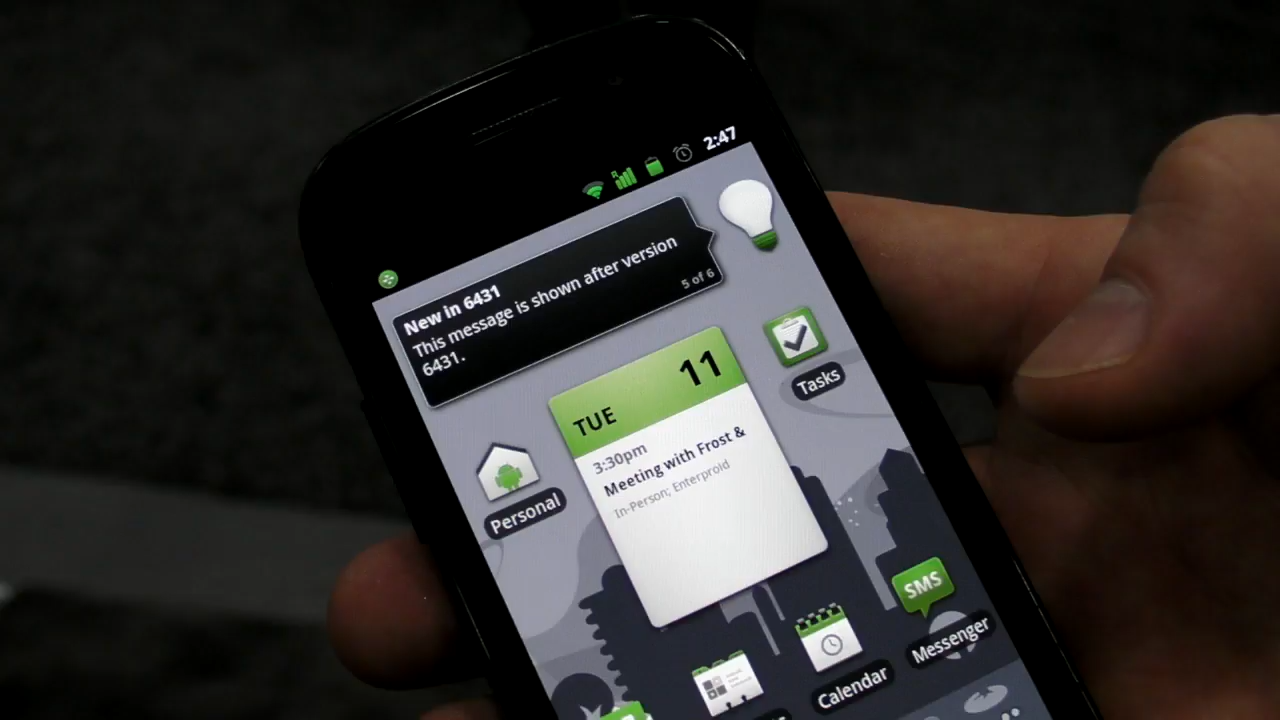 2:47
R
New in 6431
This message is shown after version
6431.
5 of 6
TUE 11
3:30pm
Meeting with Frost &
In-Person; Enterproid
Tasks
Personal
SMS
Messenger
Calendar